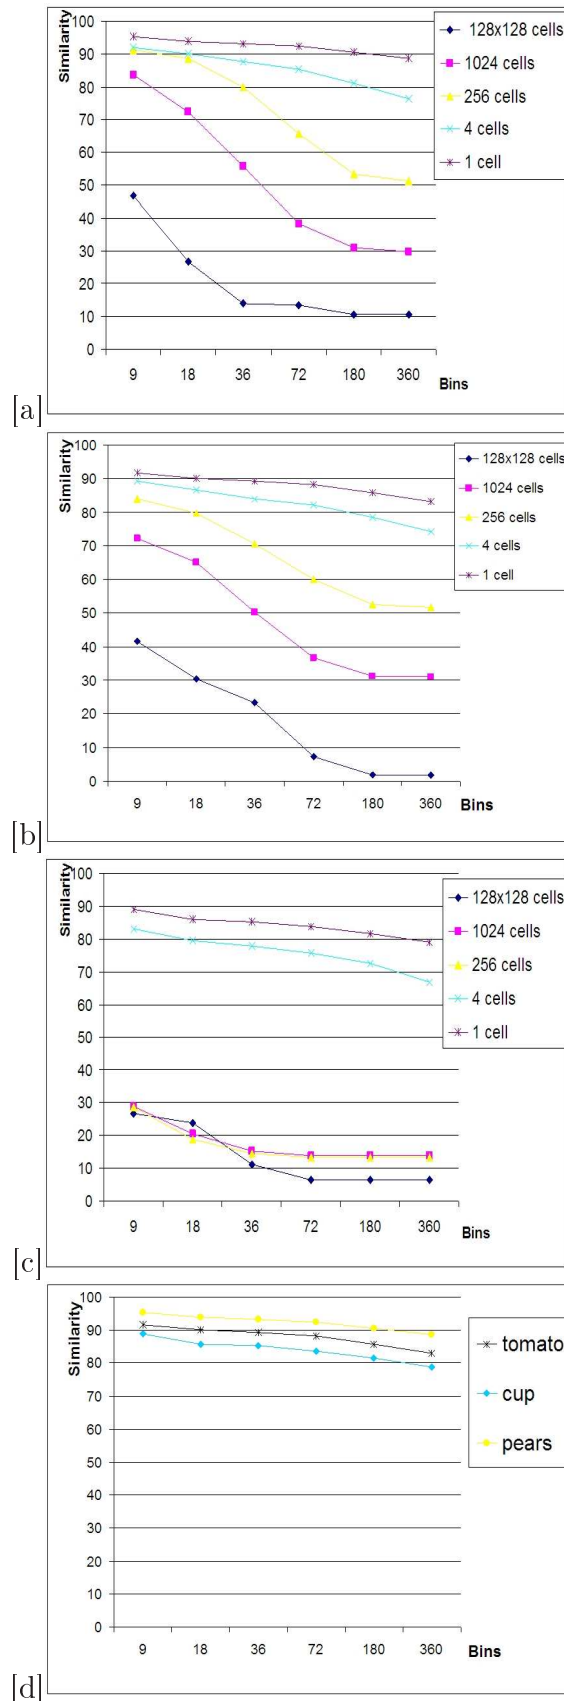 Similarity
100
90
80
70
60
50
40
30
20
10
0
9 18 36 72 180 360 Bins
128x128 cells
1024 cells
256 cells
4 cells
1 cell
[a]
Similarity
100
90
80
70
60
50
40
30
20
10
0
9 18 36 72 180 360 Bins
128x128 cells
1024 cells
256 cells
4 cells
1 cell
[b]
Similarity
100
90
80
70
60
50
40
30
20
10
0
9 18 36 72 180 360 Bins
128x128 cells
1024 cells
256 cells
4 cells
1 cell
[c]
Similarity
100
90
80
70
60
50
40
30
20
10
0
9 18 36 72 180 360 Bins
tomato
cup
pears
[d]